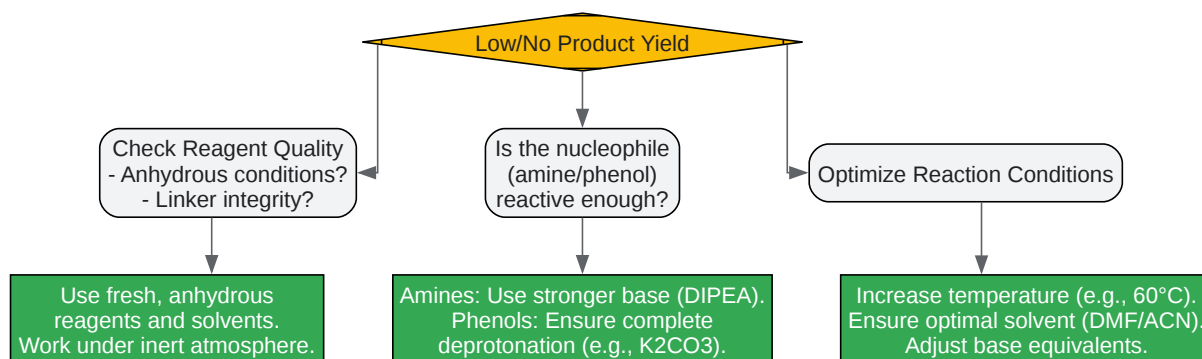 Low/No Product Yield
Check Reagent Quality
- Anhydrous conditions?
- Linker integrity?
Is the nucleophile
(amine/phenol)
reactive enough?
Optimize Reaction Conditions
Use fresh, anhydrous
reagents and solvents.
Work under inert atmosphere.
Amines: Use stronger base (DIPEA).
Phenols: Ensure complete
deprotonation (e.g., K2CO3).
Increase temperature (e.g., 60°C).
Ensure optimal solvent (DMF/ACN).
Adjust base equivalents.